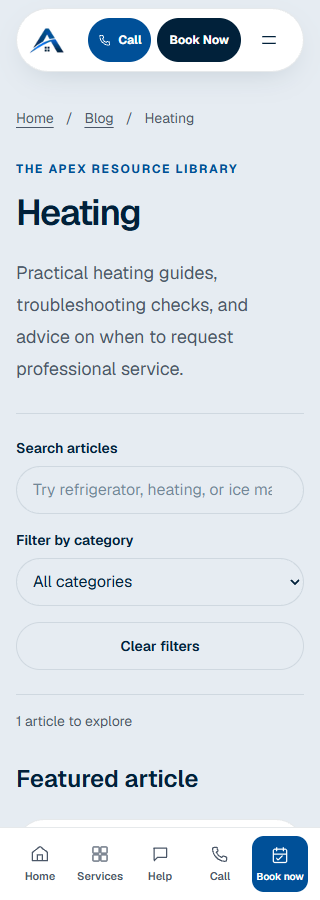 Call
Book Now
Home / Blog / Heating
THE APEX RESOURCE LIBRARY
Heating
Practical heating guides,
troubleshooting checks, and
advice on when to request
professional service.
Search articles
Try refrigerator, heating, or ice ma
Filter by category
All categories
Clear filters
1 article to explore
Featured article
Home
Services
Help
Call
Book now